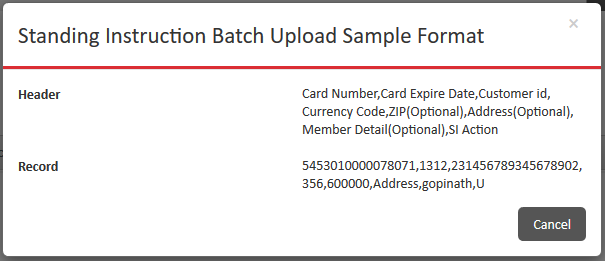 Standing Instruction Batch Upload Sample Format
×
Header
Card Number,Card Expire Date,Customer id,
Currency Code,ZIP(Optional),Address(Optional),
Member Detail(Optional),SI Action
Record
5453010000078071,1312,231456789345678902,
356,600000,Address,gopinath,U
Cancel